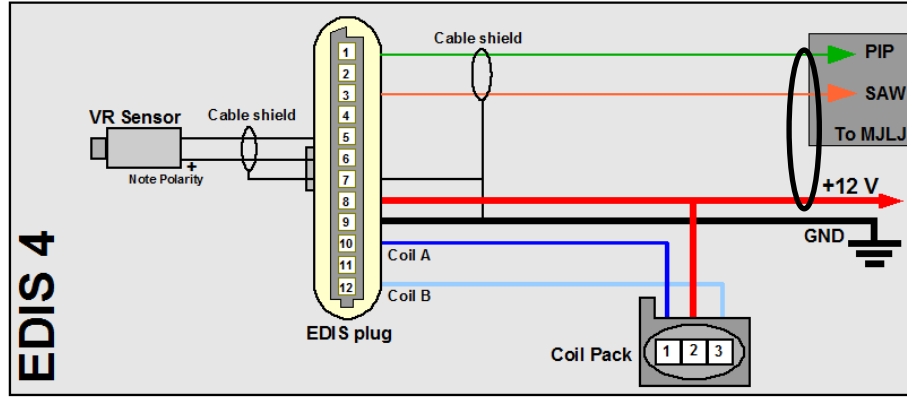 Cable shield
PIP
SAW
To MJLJ
VR Sensor
Cable shield
+
Note Polarity
1
2
3
4
5
6
7
8
9
10
11
12
+12 V
GND
Coil A
Coil B
EDIS plug
Coil Pack
1 2 3
EDIS 4